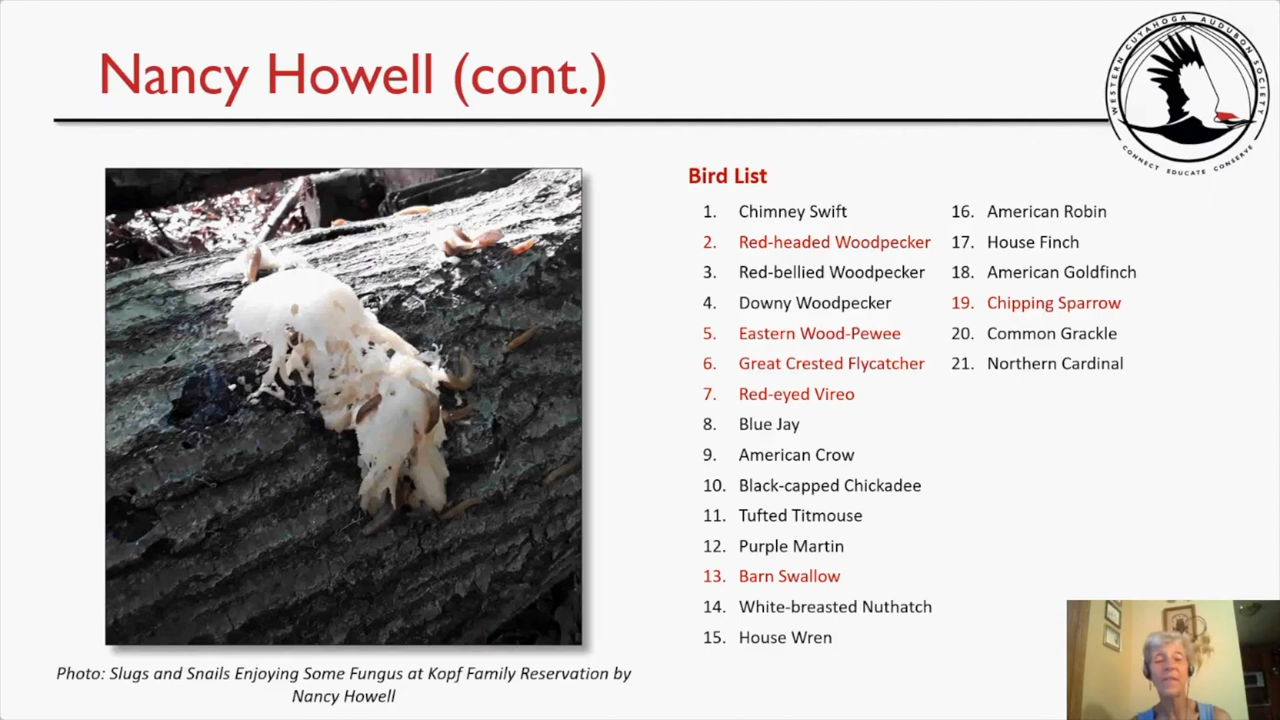 Nancy Howell (cont.)
WESTERN CUYAHOGA AUDUBON SOCIETY
CONNECT EDUCATE CONSERVE
Bird List
1. Chimney Swift
2. Red-headed Woodpecker
3. Red-bellied Woodpecker
4. Downy Woodpecker
5. Eastern Wood-Pewee
6. Great Crested Flycatcher
7. Red-eyed Vireo
8. Blue Jay
9. American Crow
10. Black-capped Chickadee
11. Tufted Titmouse
12. Purple Martin
13. Barn Swallow
14. White-breasted Nuthatch
15. House Wren
16. American Robin
17. House Finch
18. American Goldfinch
19. Chipping Sparrow
20. Common Grackle
21. Northern Cardinal
Photo: Slugs and Snails Enjoying Some Fungus at Kopf Family Reservation by
Nancy Howell